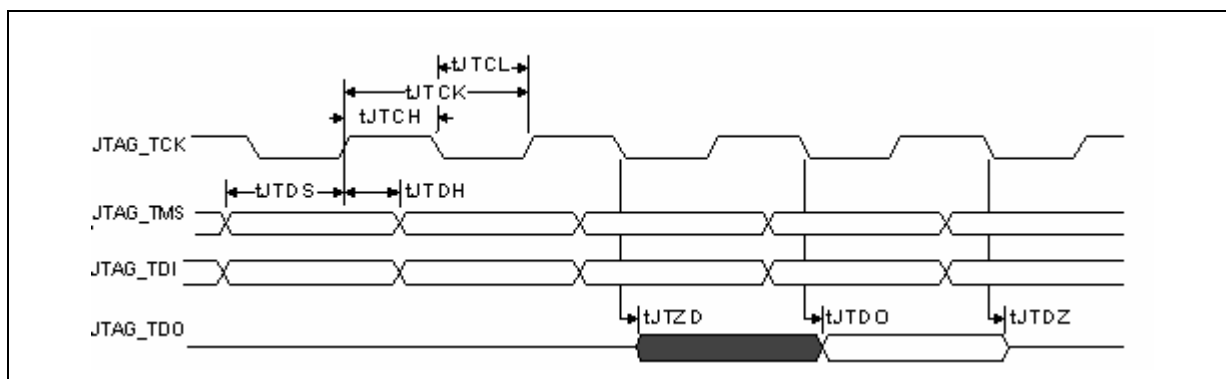 tJTCL
tJTCK
tJTCH
JTAG_TCK
tJTDS
tJTDH
JTAG_TMS
JTAG_TDI
tJTZD
tJTDO
tJTDZ
JTAG_TDO